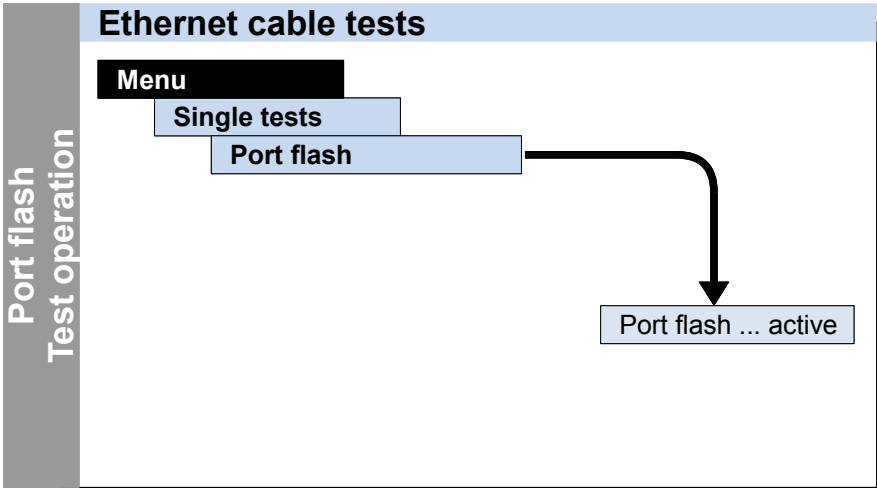 Ethernet cable tests
Menu
Single tests
Port flash
Port flash ... active
Port flash
Test operation